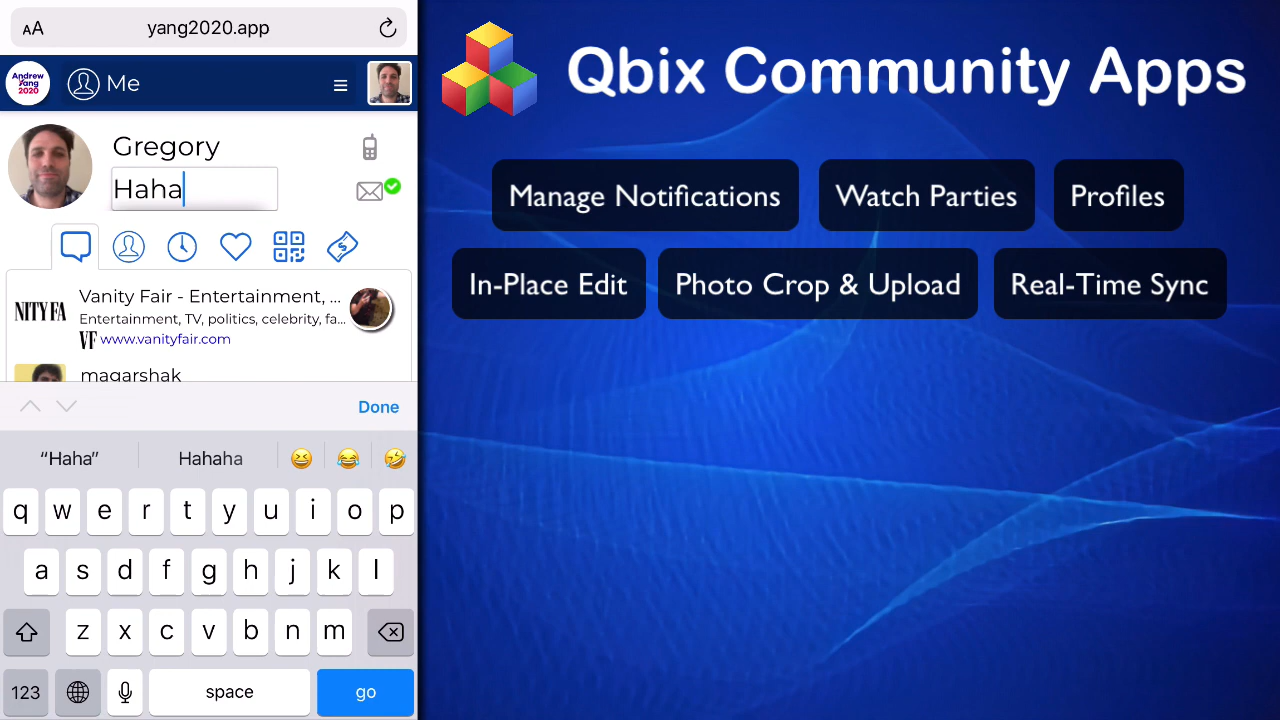 AA
yang2020.app
Andrew
Yang
2020
Me
Gregory
Haha
NITY FA
Vanity Fair - Entertainment, ...
Entertainment, TV, politics, celebrity, fa...
VF www.vanityfair.com
magarshak
Done
“Haha”
Hahaha
q w e r t y u i o p
a s d f g h j k l
z x c v b n m
123
space
go
Qbix Community Apps
Manage Notifications
Watch Parties
Profiles
In-Place Edit
Photo Crop & Upload
Real-Time Sync